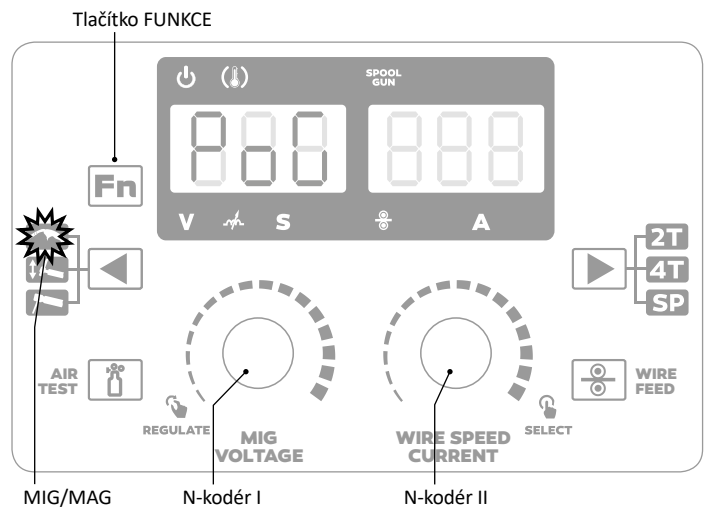 Tlačítko FUNKCE
SPOOL
GUN
PoG
Fn
V S A
2T
4T
SP
AIR
TEST
WIRE
FEED
REGULATE
SELECT
MIG
VOLTAGE
WIRE SPEED
CURRENT
MIG/MAG
N-kodér I
N-kodér II